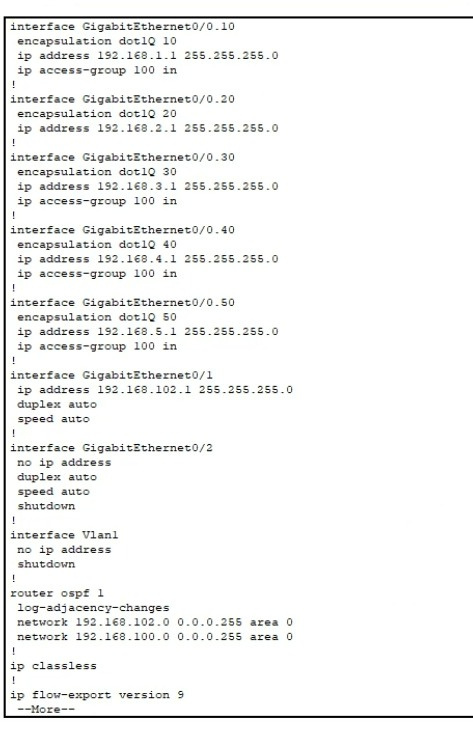 interface GigabitEthernet0/0.10
encapsulation dot1Q 10
ip address 192.168.1.1 255.255.255.0
ip access-group 100 in
!
interface GigabitEthernet0/0.20
encapsulation dot1Q 20
ip address 192.168.2.1 255.255.255.0
!
interface GigabitEthernet0/0.30
encapsulation dot1Q 30
ip address 192.168.3.1 255.255.255.0
ip access-group 100 in
!
interface GigabitEthernet0/0.40
encapsulation dot1Q 40
ip address 192.168.4.1 255.255.255.0
ip access-group 100 in
!
interface GigabitEthernet0/0.50
encapsulation dot1Q 50
ip address 192.168.5.1 255.255.255.0
ip access-group 100 in
!
interface GigabitEthernet0/1
ip address 192.168.102.1 255.255.255.0
duplex auto
speed auto
!
interface GigabitEthernet0/2
no ip address
duplex auto
speed auto
shutdown
!
interface Vlan1
no ip address
shutdown
!
router ospf 1
log-adjacency-changes
network 192.168.102.0 0.0.0.255 area 0
network 192.168.100.0 0.0.0.255 area 0
!
ip classless
!
ip flow-export version 9
--More--